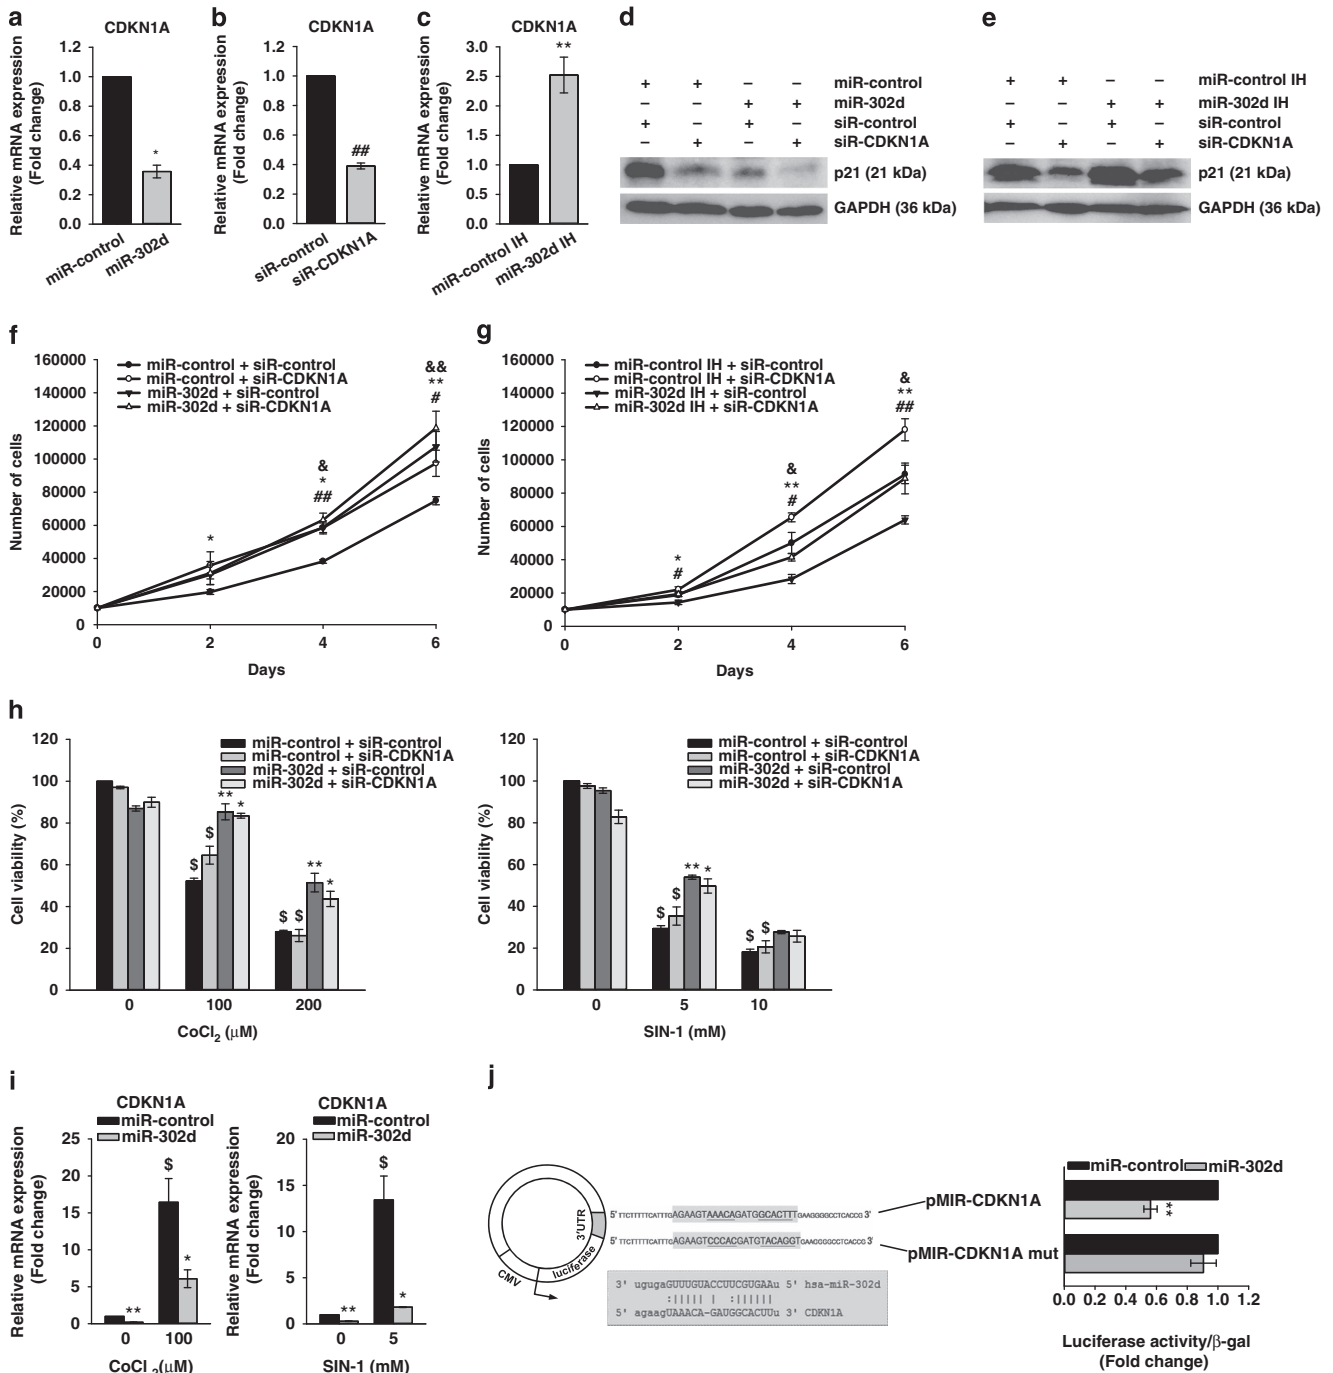 a
CDKN1A
Relative mRNA expression
(Fold change)
1.2
1.0
0.8
0.6
0.4
0.2
0.0
*
miR-control
miR-302d
b
CDKN1A
Relative mRNA expression
(Fold change)
1.2
1.0
0.8
0.6
0.4
0.2
0.0
##
siR-control
siR-CDKN1A
c
CDKN1A
Relative mRNA expression
(Fold change)
3.0
2.5
2.0
1.5
1.0
0.5
0.0
**
miR-control IH
miR-302d IH
d
+ + – – miR-control
– – + + miR-302d
+ – + – siR-control
– + – + siR-CDKN1A
p21 (21 kDa)
GAPDH (36 kDa)
e
+ + – – miR-control IH
– – + + miR-302d IH
+ – + – siR-control
– + – + siR-CDKN1A
p21 (21 kDa)
GAPDH (36 kDa)
f
Number of cells
160000
140000
120000
100000
80000
60000
40000
20000
0
miR-control + siR-control
miR-control + siR-CDKN1A
miR-302d + siR-control
miR-302d + siR-CDKN1A
*
&
*
##
&&
**
#
0 2 4 6
Days
g
Number of cells
160000
140000
120000
100000
80000
60000
40000
20000
0
miR-control IH + siR-control
miR-control IH + siR-CDKN1A
miR-302d IH + siR-control
miR-302d IH + siR-CDKN1A
*
#
&
**
#
&
**
##
0 2 4 6
Days
h
Cell viability (%)
120
100
80
60
40
20
0
miR-control + siR-control
miR-control + siR-CDKN1A
miR-302d + siR-control
miR-302d + siR-CDKN1A
$ $ ** *
$ $ ** *
0 100 200
CoCl2 (μM)
Cell viability (%)
120
100
80
60
40
20
0
miR-control + siR-control
miR-control + siR-CDKN1A
miR-302d + siR-control
miR-302d + siR-CDKN1A
$ $ ** *
$ $
0 5 10
SIN-1 (mM)
i
CDKN1A
miR-control
miR-302d
Relative mRNA expression
(Fold change)
25
20
15
10
5
0
** $ *
0 100
CoCl 2(μM)
CDKN1A
miR-control
miR-302d
Relative mRNA expression
(Fold change)
20
15
10
5
0
** $ *
0 5
SIN-1 (mM)
j
3'UTR
luciferase
CMV
5' TTCTTTTTCATTTGAGAAGTAAACAGATGGCACTTTGAAGGGGCCTCACCG 3'
pMIR-CDKN1A
5' TTCTTTTTCATTTGAGAAGTCCCACGATGTACAGGTGAAGGGGCCTCACCG 3'
pMIR-CDKN1A mut
3' ugugaGUUUGUACCUUCGUGAAu 5' hsa-miR-302d
:||||| | :||||||
5' agaagUAAACA-GAUGGCACUUu 3' CDKN1A
miR-control miR-302d
**
0.0 0.2 0.4 0.6 0.8 1.0 1.2
Luciferase activity/β-gal
(Fold change)